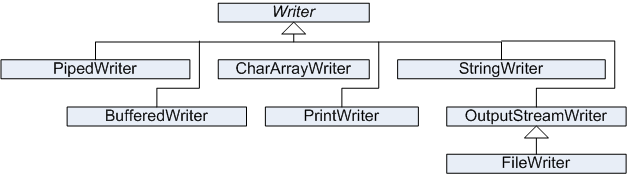 Writer
PipedWriter
CharArrayWriter
StringWriter
BufferedWriter
PrintWriter
OutputStreamWriter
FileWriter